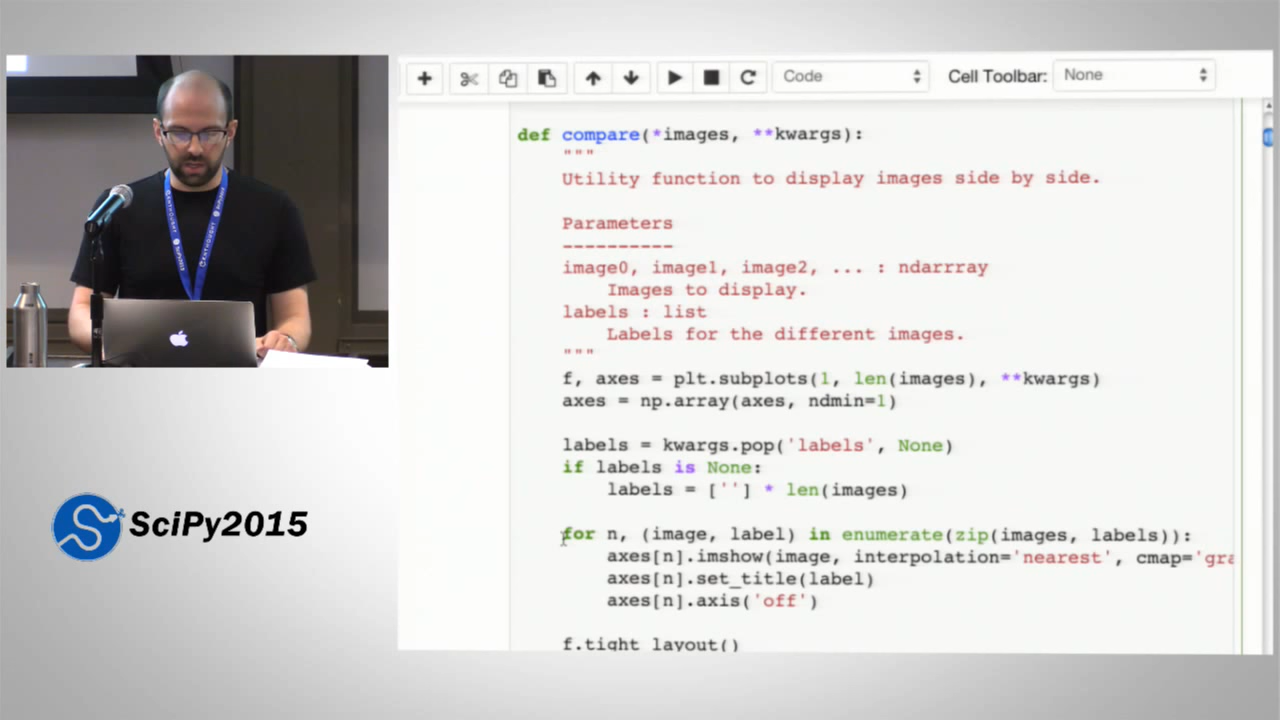 Code
Cell Toolbar:
None
def compare(*images, **kwargs):
"""
Utility function to display images side by side.
Parameters
----------
image0, image1, image2, ... : ndarrray
Images to display.
labels : list
Labels for the different images.
"""
f, axes = plt.subplots(1, len(images), **kwargs)
axes = np.array(axes, ndmin=1)
labels = kwargs.pop('labels', None)
if labels is None:
labels = [''] * len(images)
for n, (image, label) in enumerate(zip(images, labels)):
axes[n].imshow(image, interpolation='nearest', cmap='gra
axes[n].set_title(label)
axes[n].axis('off')
f.tight_layout()
SciPy2015
ENTHOUGHT